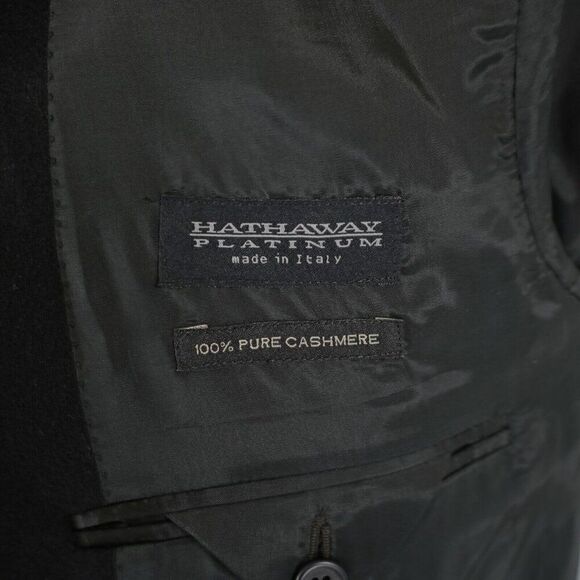 HATHAWAY
PLATINUM
made in Italy
100% PURE CASHMERE